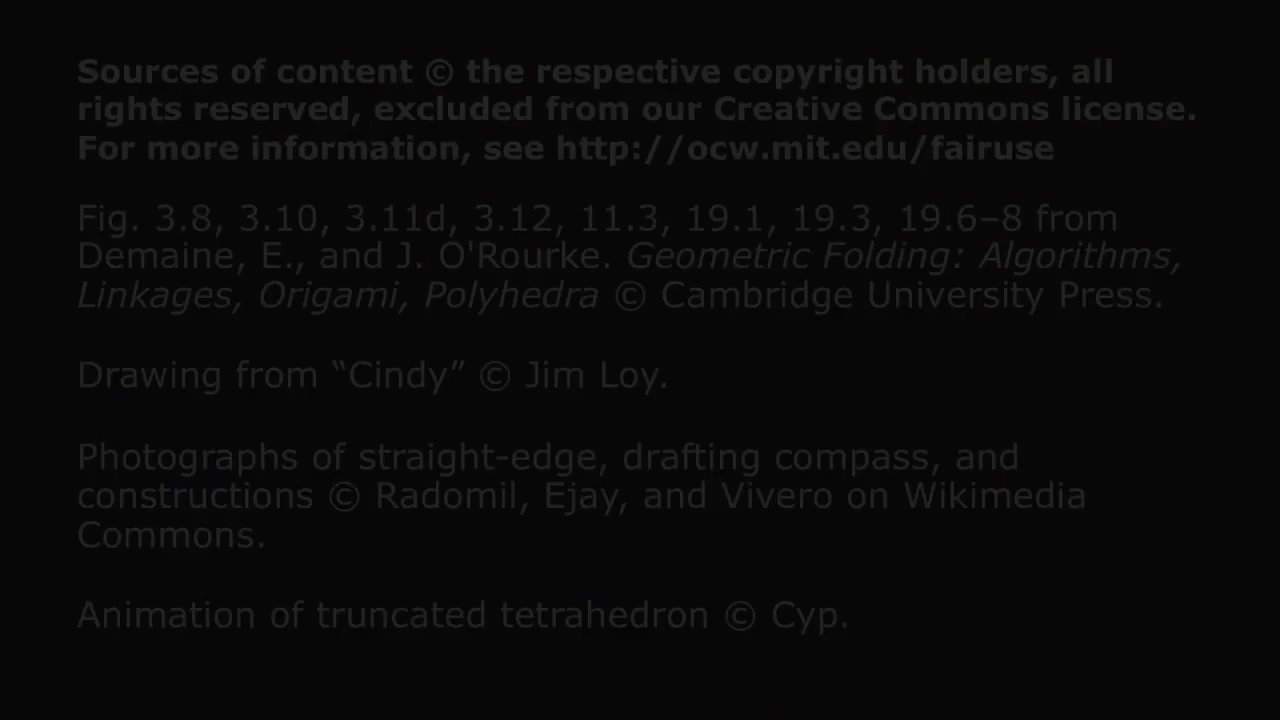 Sources of content © the respective copyright holders, all
rights reserved, excluded from our Creative Commons license.
For more information, see http://ocw.mit.edu/fairuse
Fig. 3.8, 3.10, 3.11d, 3.12, 11.3, 19.1, 19.3, 19.6–8 from
Demaine, E., and J. O'Rourke. Geometric Folding: Algorithms,
Linkages, Origami, Polyhedra © Cambridge University Press.
Drawing from “Cindy” © Jim Loy.
Photographs of straight-edge, drafting compass, and
constructions © Radomil, Ejay, and Vivero on Wikimedia
Commons.
Animation of truncated tetrahedron © Cyp.